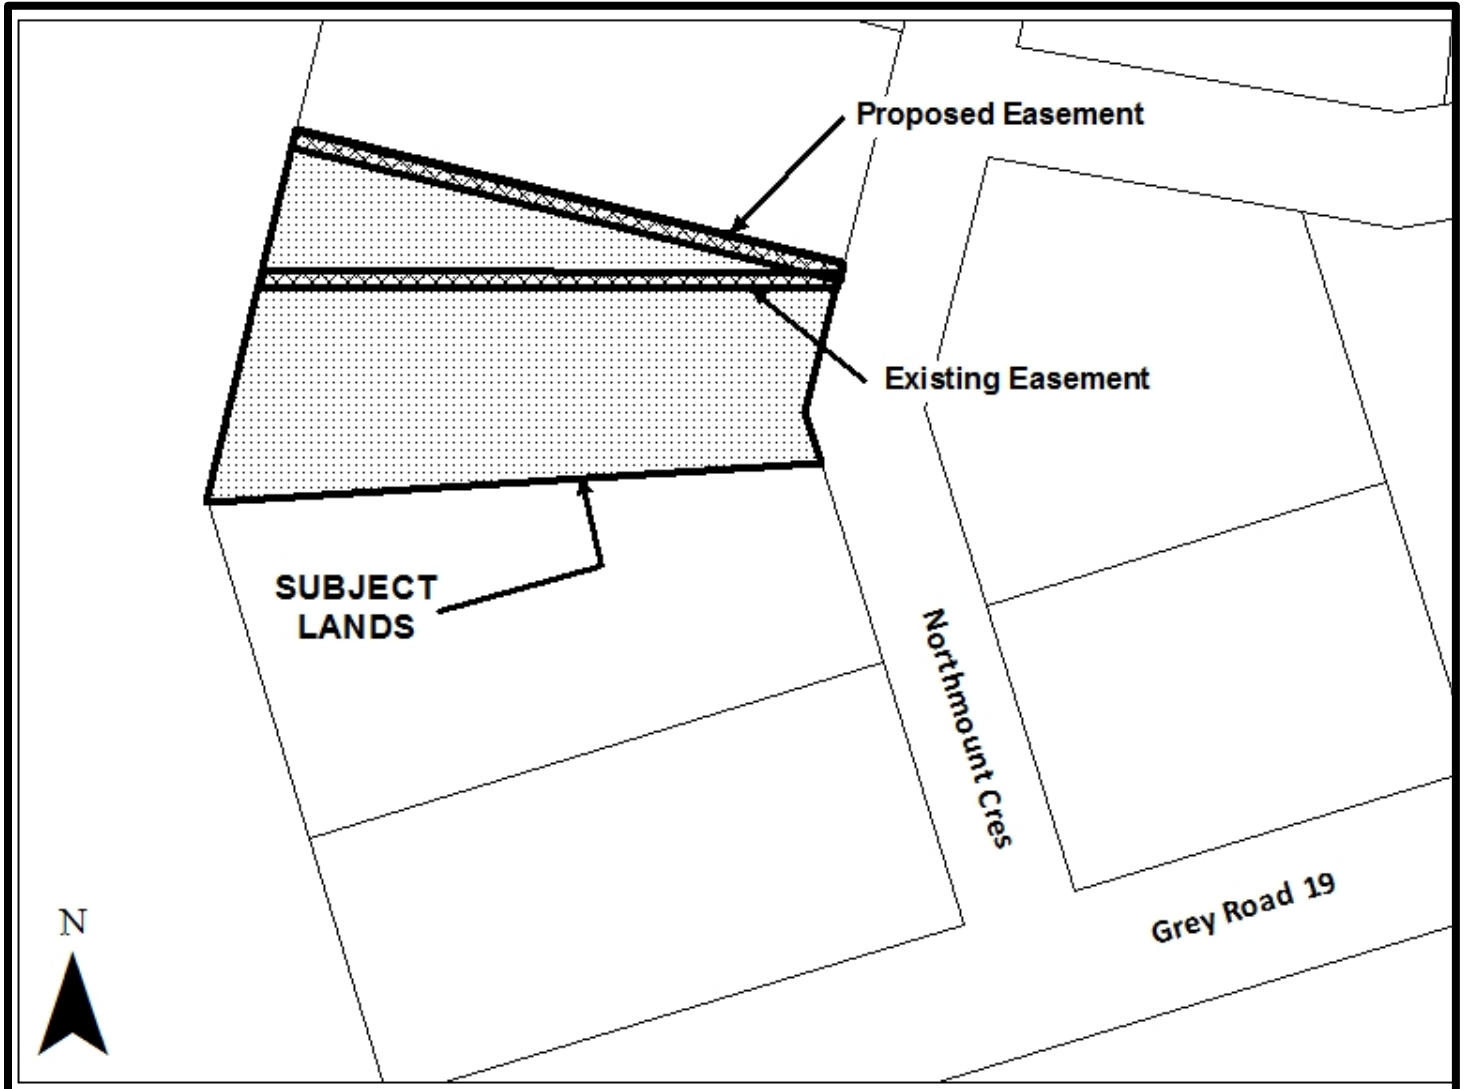 Proposed Easement
Existing Easement
SUBJECT
LANDS
Northmount Cres
Grey Road 19
N